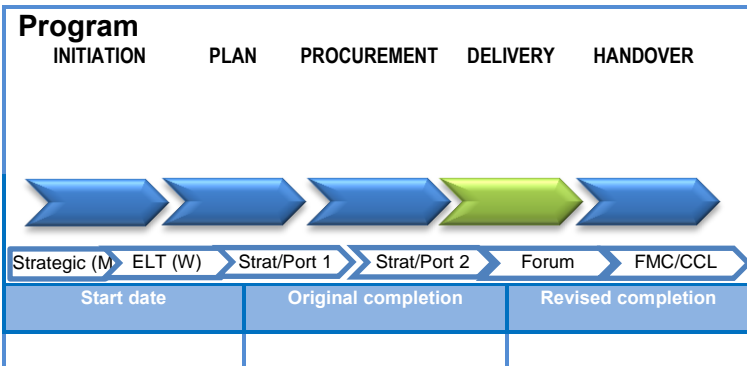 Program
INITIATION PLAN PROCUREMENT DELIVERY HANDOVER
Strategic (M ELT (W) Strat/Port 1 Strat/Port 2 Forum FMC/CCL
Start date Original completion Revised completion